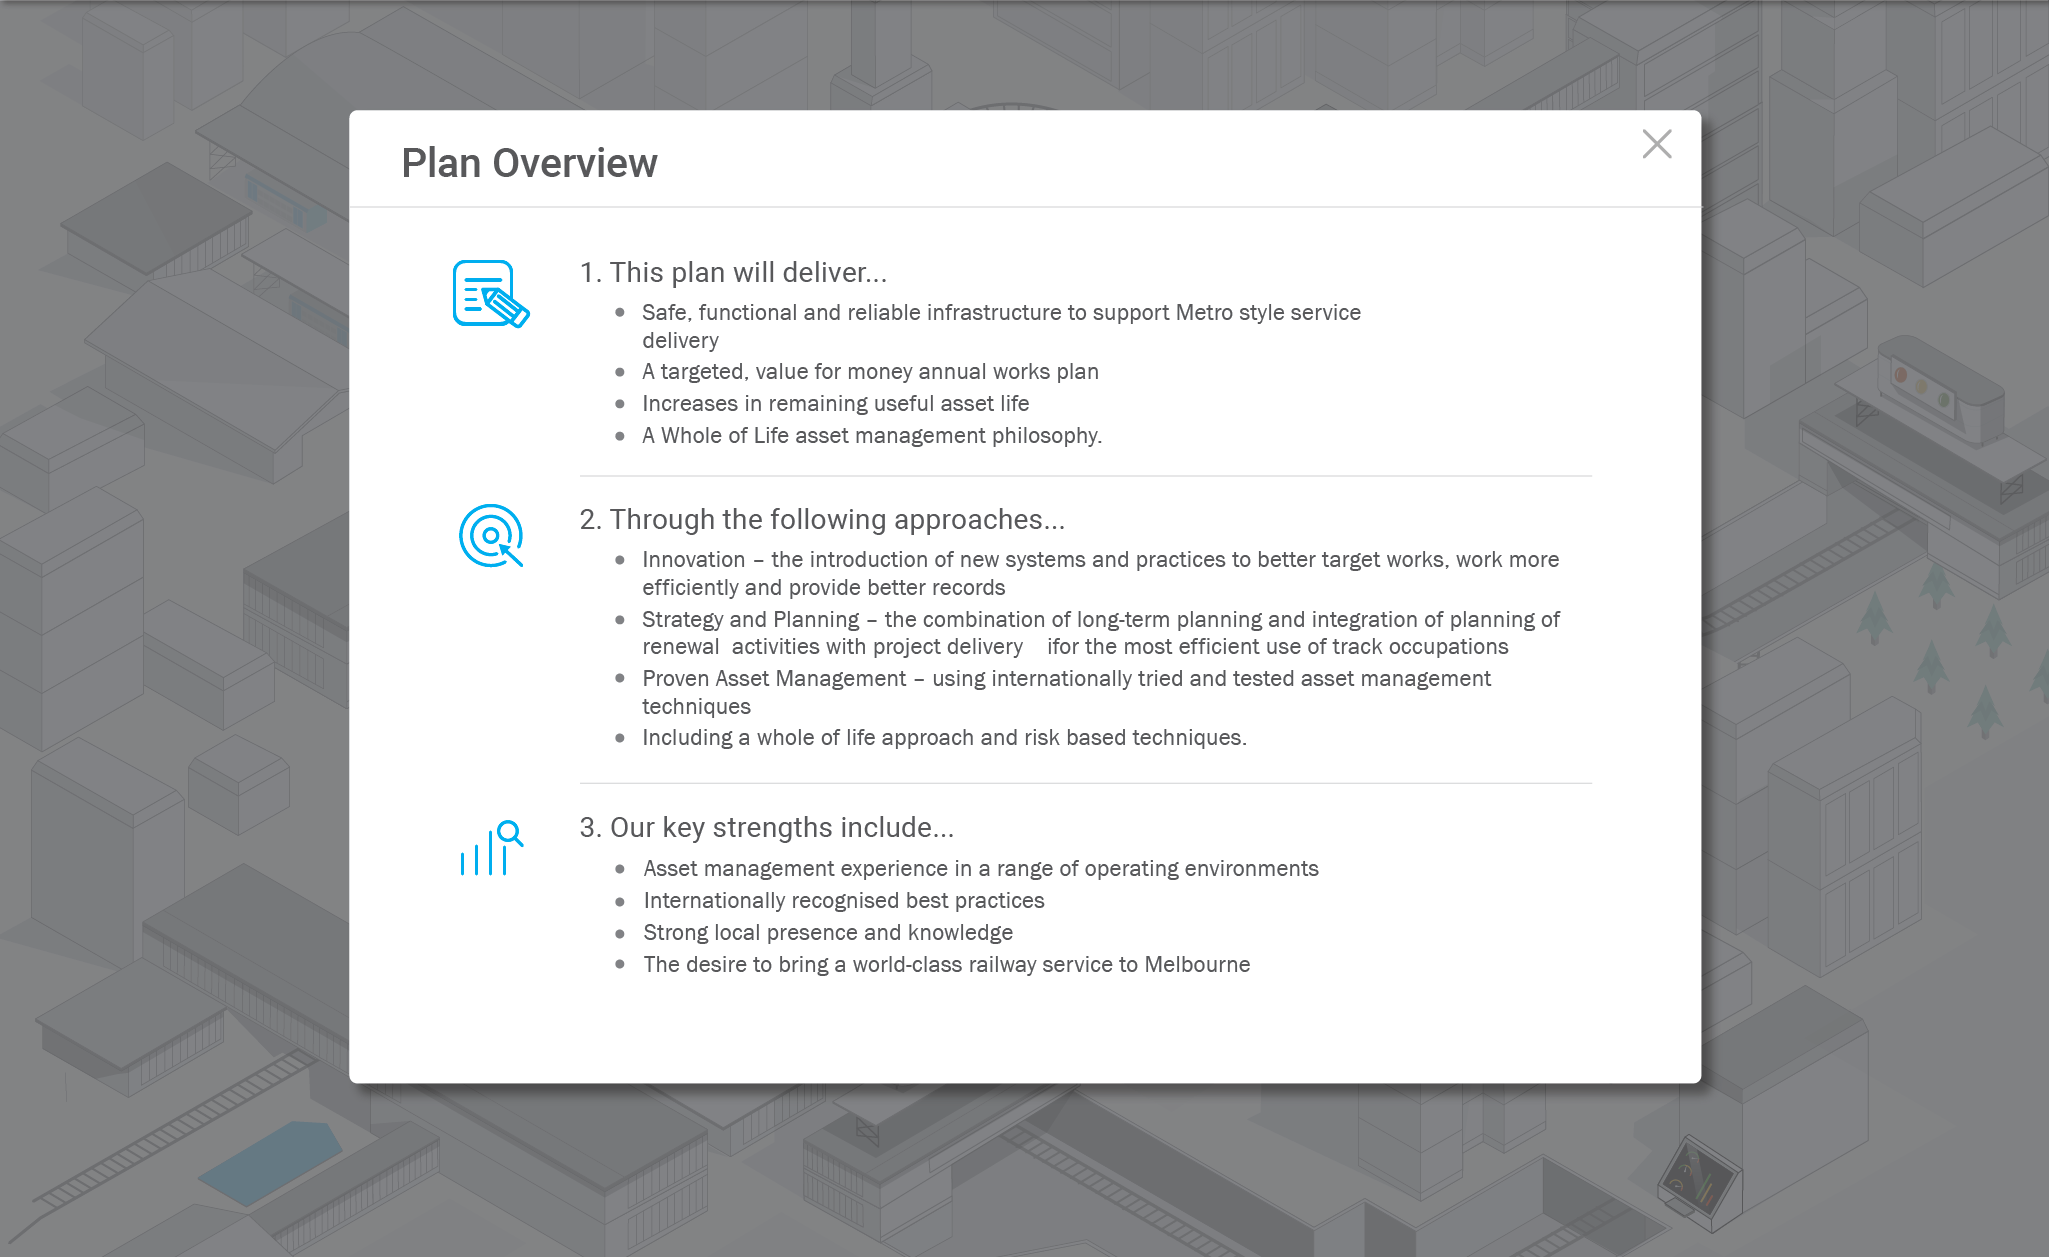 Plan Overview
1. This plan will deliver...
• Safe, functional and reliable infrastructure to support Metro style service
delivery
• A targeted, value for money annual works plan
• Increases in remaining useful asset life
• A Whole of Life asset management philosophy.
2. Through the following approaches...
• Innovation – the introduction of new systems and practices to better target works, work more
efficiently and provide better records
• Strategy and Planning – the combination of long-term planning and integration of planning of
renewal  activities with project delivery    ifor the most efficient use of track occupations
• Proven Asset Management – using internationally tried and tested asset management
techniques
• Including a whole of life approach and risk based techniques.
3. Our key strengths include...
• Asset management experience in a range of operating environments
• Internationally recognised best practices
• Strong local presence and knowledge
• The desire to bring a world-class railway service to Melbourne